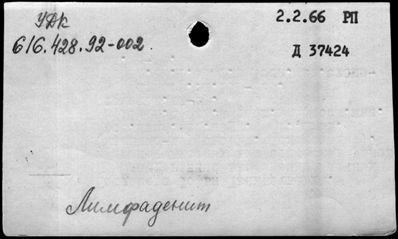 УДК
616.428.92-002.
2.2.66 РП
Д 37424
Лимфаденит